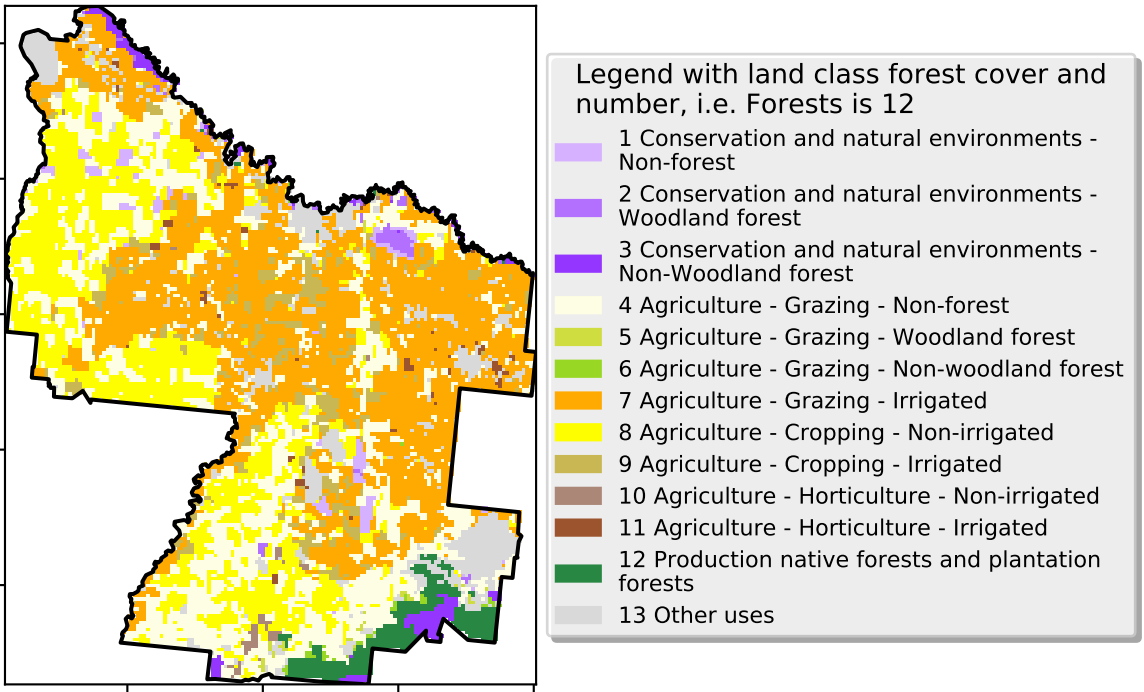 Legend with land class forest cover and
number, i.e. Forests is 12
1 Conservation and natural environments -
Non-forest
2 Conservation and natural environments -
Woodland forest
3 Conservation and natural environments -
Non-Woodland forest
4 Agriculture - Grazing - Non-forest
5 Agriculture - Grazing - Woodland forest
6 Agriculture - Grazing - Non-woodland forest
7 Agriculture - Grazing - Irrigated
8 Agriculture - Cropping - Non-irrigated
9 Agriculture - Cropping - Irrigated
10 Agriculture - Horticulture - Non-irrigated
11 Agriculture - Horticulture - Irrigated
12 Production native forests and plantation
forests
13 Other uses